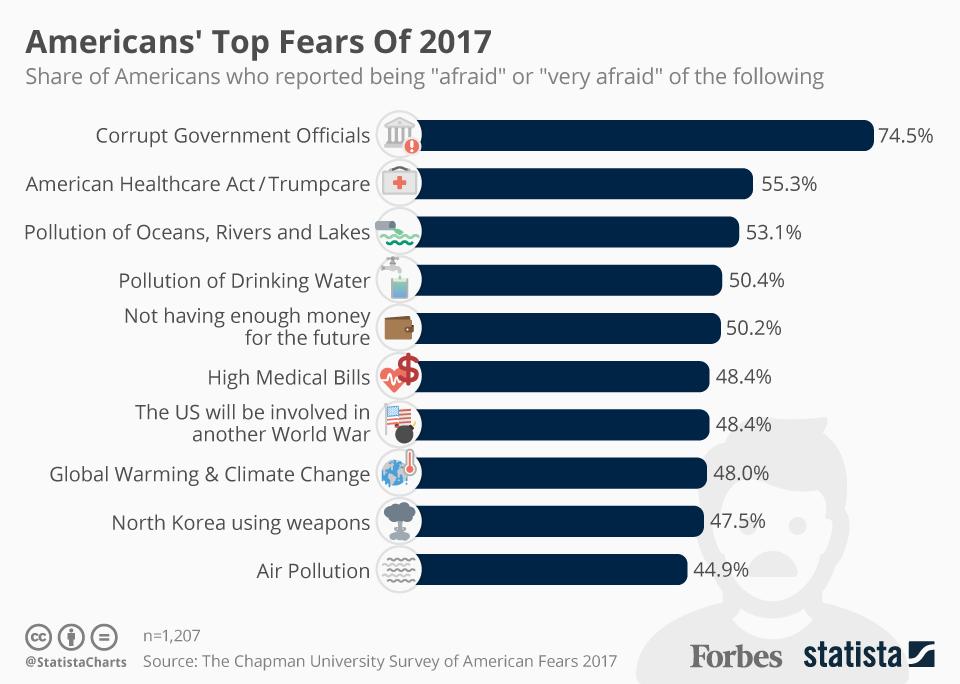 Americans' Top Fears Of 2017
Share of Americans who reported being "afraid" or "very afraid" of the following
Corrupt Government Officials 74.5%
American Healthcare Act/Trumpcare 55.3%
Pollution of Oceans, Rivers and Lakes 53.1%
Pollution of Drinking Water 50.4%
Not having enough money
for the future 50.2%
High Medical Bills 48.4%
The US will be involved in
another World War 48.4%
Global Warming & Climate Change 48.0%
North Korea using weapons 47.5%
Air Pollution 44.9%
cc
@StatistaCharts
n=1,207
Source: The Chapman University Survey of American Fears 2017
Forbes statista